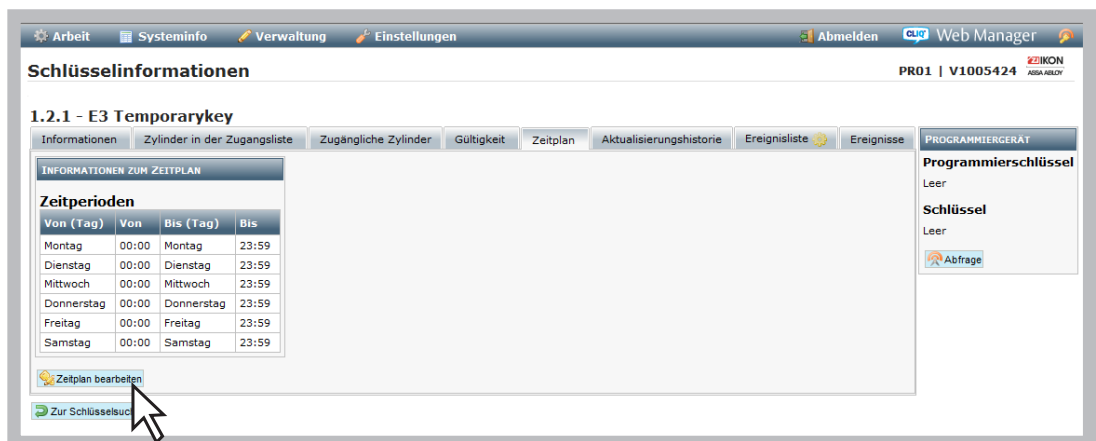 Arbeit Systeminfo Verwaltung Einstellungen Abmelden CLIQ Web Manager
Schlüsselinformationen PR01 | V1005424 IKON
ASSA ABLOY
1.2.1 - E3 Temporarykey
Informationen Zylinder in der Zugangsliste Zugängliche Zylinder Gültigkeit Zeitplan Aktualisierungshistorie Ereignisliste Ereignisse
INFORMATIONEN ZUM ZEITPLAN
Zeitperioden
Von (Tag) Von Bis (Tag) Bis
Montag 00:00 Montag 23:59
Dienstag 00:00 Dienstag 23:59
Mittwoch 00:00 Mittwoch 23:59
Donnerstag 00:00 Donnerstag 23:59
Freitag 00:00 Freitag 23:59
Samstag 00:00 Samstag 23:59
Zeitplan bearbeiten
Zur Schlüsselsuc
PROGRAMMIERGERÄT
Programmierschlüssel
Leer
Schlüssel
Leer
Abfrage